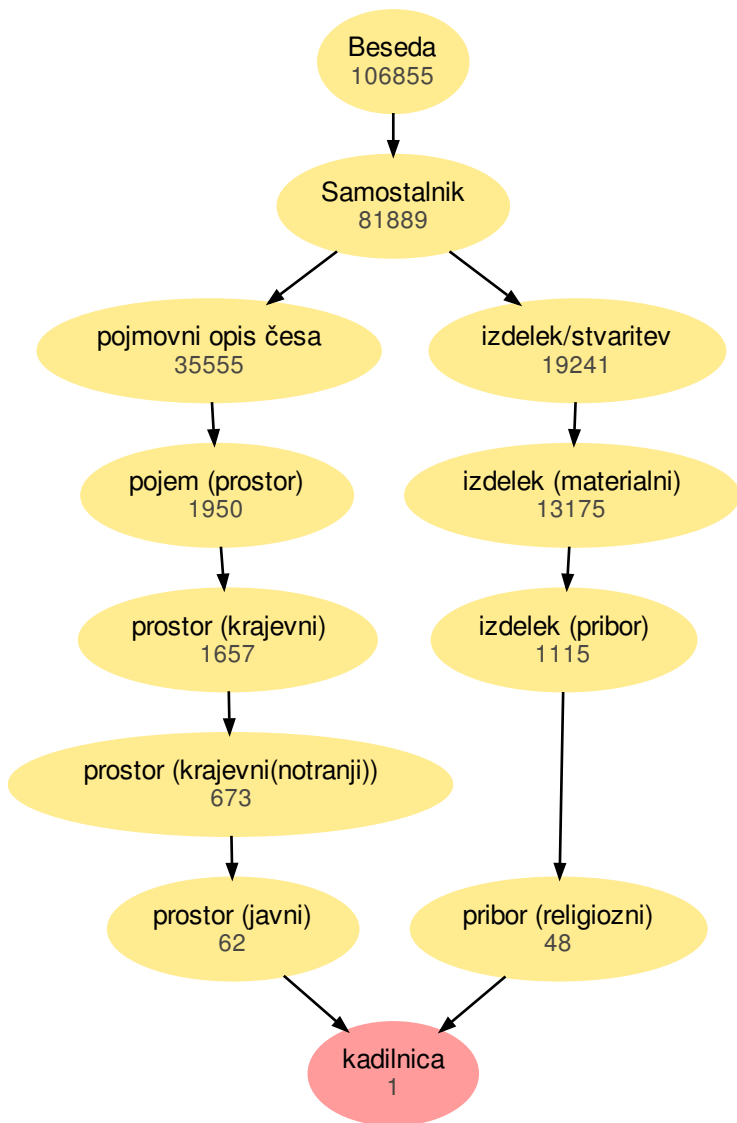 Beseda
106855
Samostalnik
81889
pojmovni opis česa
35555
izdelek/stvaritev
19241
pojem (prostor)
1950
izdelek (materialni)
13175
prostor (krajevni)
1657
izdelek (pribor)
1115
prostor (krajevni(notranji))
673
prostor (javni)
62
pribor (religiozni)
48
kadilnica
1